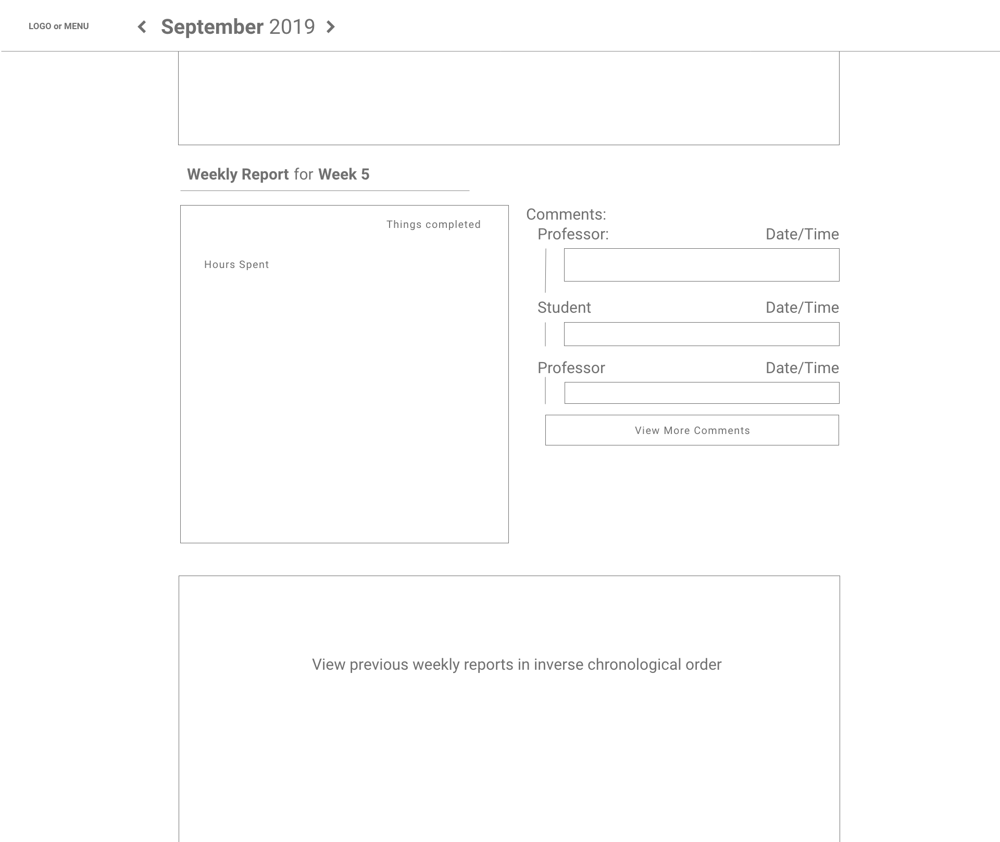 LOGO or MENU
September 2019
Weekly Report for Week 5
Things completed
Hours Spent
Comments:
Professor: Date/Time
Student Date/Time
Professor Date/Time
View More Comments
View previous weekly reports in inverse chronological order